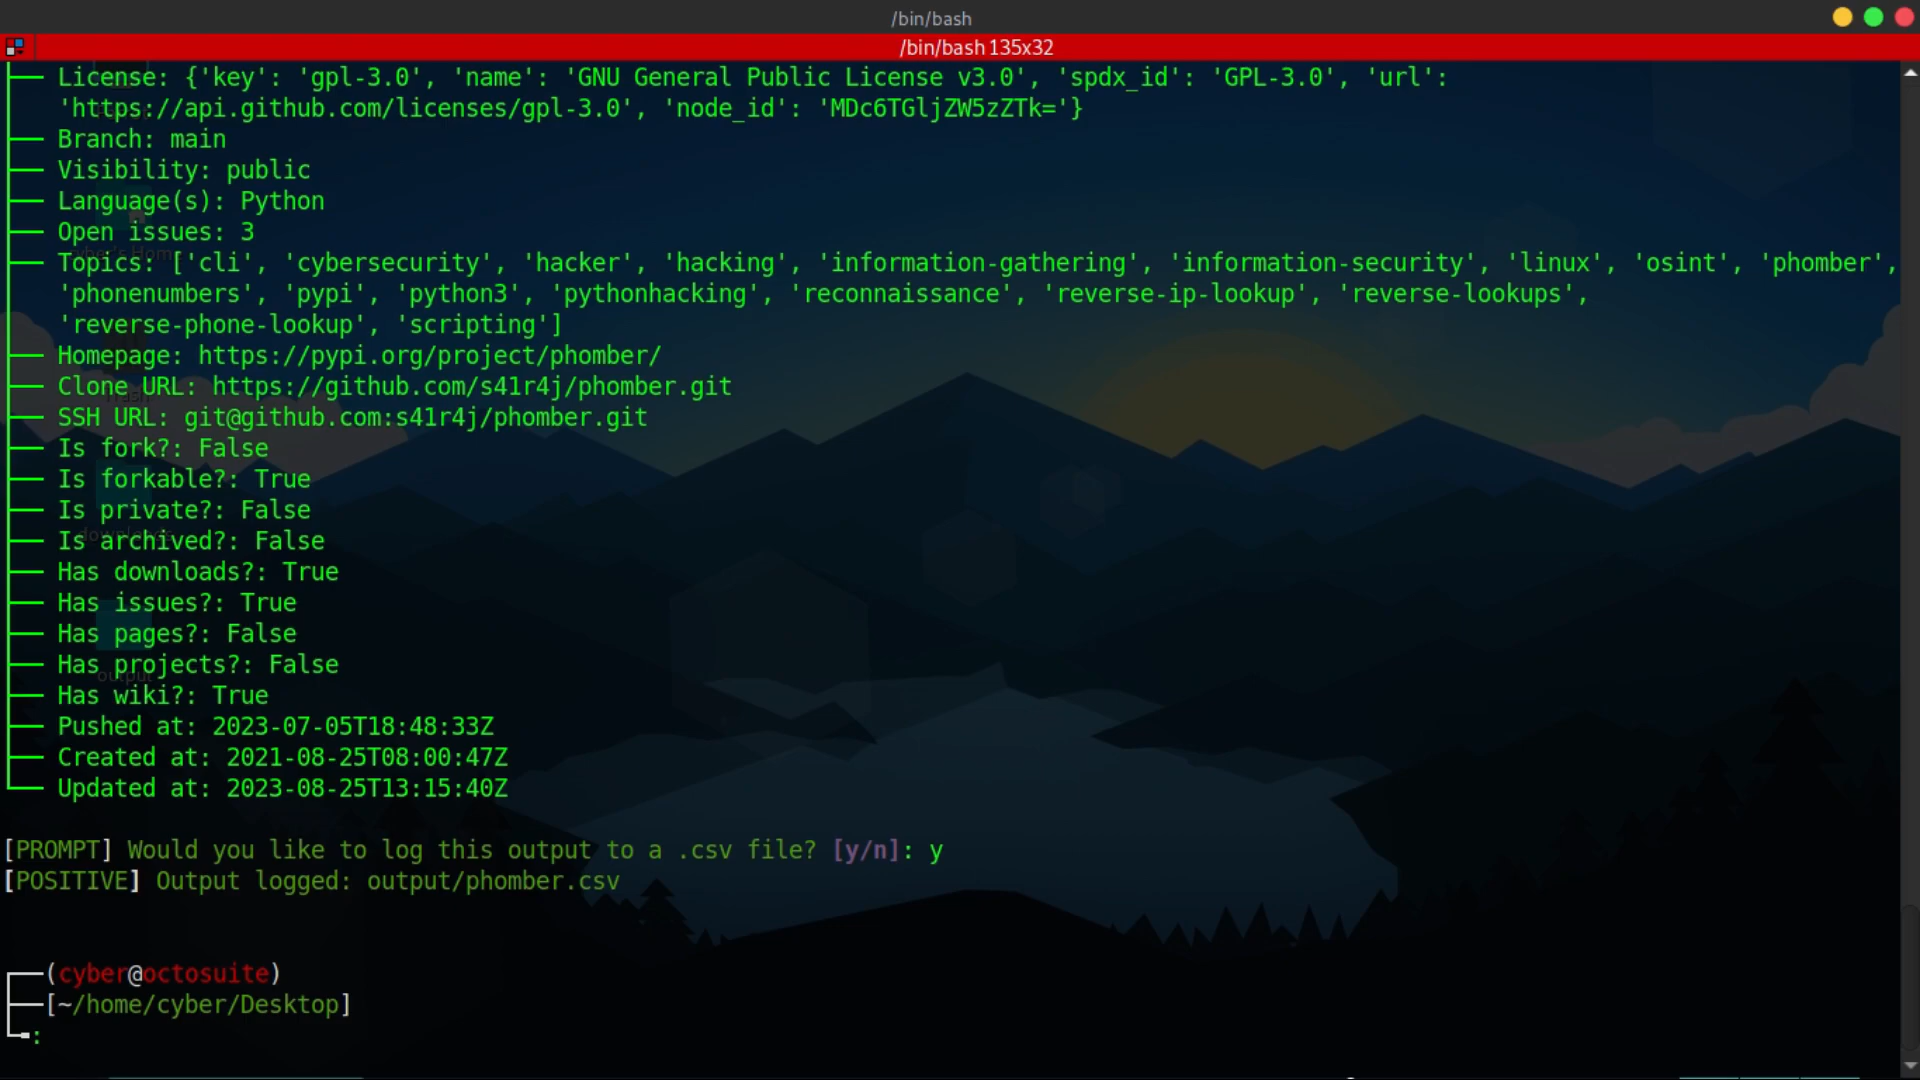 /bin/bash
/bin/bash 135x32
├── License: {'key': 'gpl-3.0', 'name': 'GNU General Public License v3.0', 'spdx_id': 'GPL-3.0', 'url':
│   'https://api.github.com/licenses/gpl-3.0', 'node_id': 'MDc6TGljZW5zZTk='}
├── Branch: main
├── Visibility: public
├── Language(s): Python
├── Open issues: 3
├── Topics: ['cli', 'cybersecurity', 'hacker', 'hacking', 'information-gathering', 'information-security', 'linux', 'osint', 'phomber',
│   'phonenumbers', 'pypi', 'python3', 'pythonhacking', 'reconnaissance', 'reverse-ip-lookup', 'reverse-lookups',
│   'reverse-phone-lookup', 'scripting']
├── Homepage: https://pypi.org/project/phomber/
├── Clone URL: https://github.com/s41r4j/phomber.git
├── SSH URL: git@github.com:s41r4j/phomber.git
├── Is fork?: False
├── Is forkable?: True
├── Is private?: False
├── Is archived?: False
├── Has downloads?: True
├── Has issues?: True
├── Has pages?: False
├── Has projects?: False
├── Has wiki?: True
├── Pushed at: 2023-07-05T18:48:33Z
├── Created at: 2021-08-25T08:00:47Z
└── Updated at: 2023-08-25T13:15:40Z
[PROMPT] Would you like to log this output to a .csv file? [y/n]: y
[POSITIVE] Output logged: output/phomber.csv
┌──(cyber@octosuite)
├──[~/home/cyber/Desktop]
└╼:
cyber's Home
Trash
downloads
output